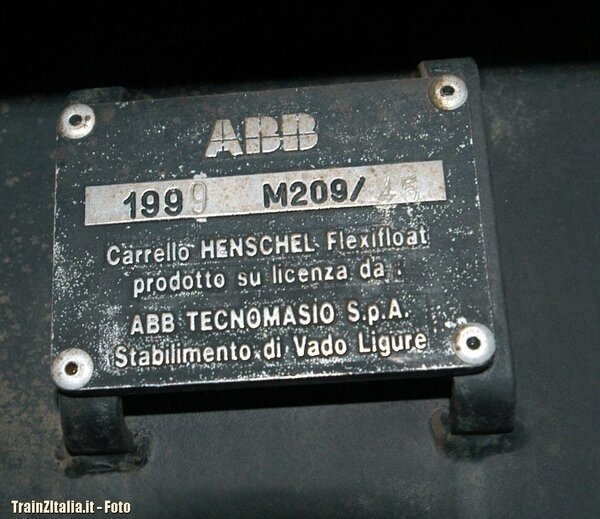 ABB
1999 M209/
Carrello HENSCHEL Flexifloat
prodotto su licenza da :
ABB TECNOMASIO S.p.A.
Stabilimento di Vado Ligure
TrainZItalia.it - Foto